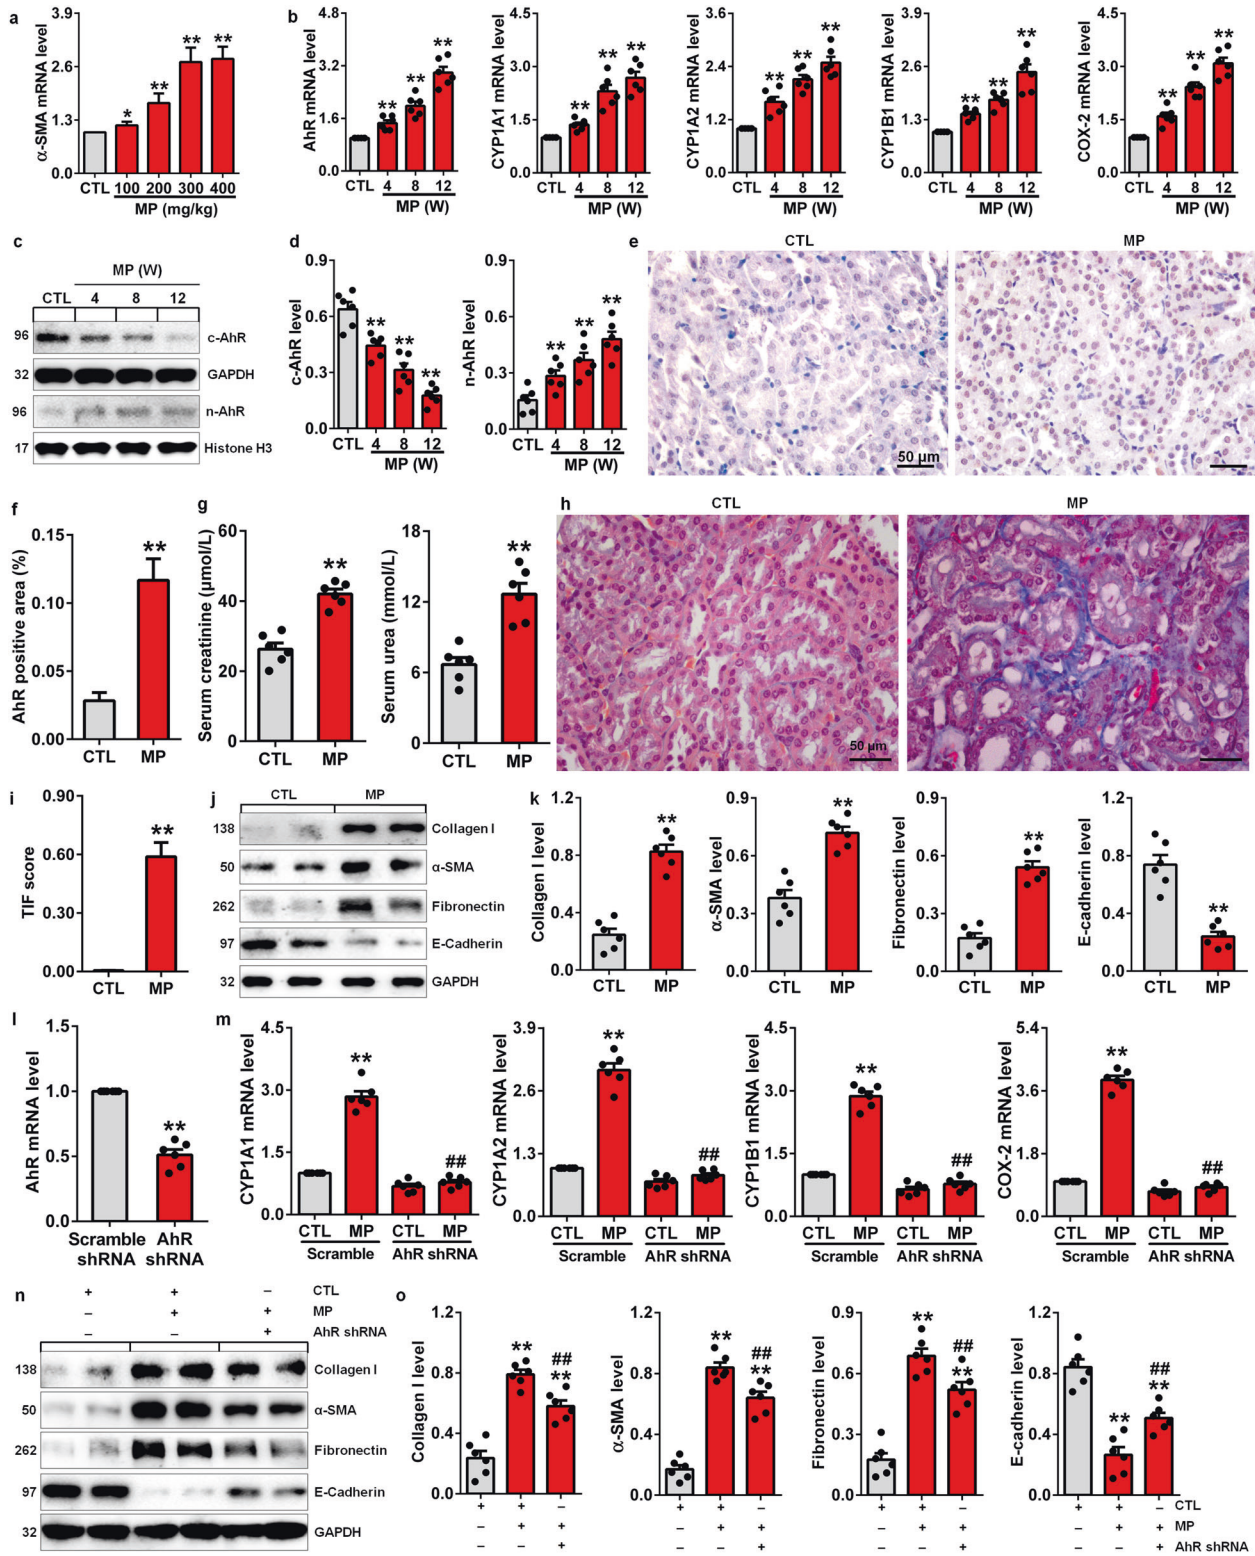 a
α-SMA mRNA level
3.9
2.6
1.3
0.0
* ** ** **
CTL 100 200 300 400
MP (mg/kg)
b
AhR mRNA level
4.8
3.2
1.6
0.0
** ** **
CTL 4 8 12
MP (W)
CYP1A1 mRNA level
4.5
3.0
1.5
0.0
** ** **
CTL 4 8 12
MP (W)
CYP1A2 mRNA level
3.6
2.4
1.2
0.0
** ** **
CTL 4 8 12
MP (W)
CYP1B1 mRNA level
3.9
2.6
1.3
0.0
** ** **
CTL 4 8 12
MP (W)
COX-2 mRNA level
4.5
3.0
1.5
0.0
** ** **
CTL 4 8 12
MP (W)
c
MP (W)
CTL 4 8 12
96 c-AhR
32 GAPDH
96 n-AhR
17 Histone H3
d
c-AhR level
0.9
0.6
0.3
0.0
** ** **
CTL 4 8 12
MP (W)
n-AhR level
0.9
0.6
0.3
0.0
** ** **
CTL 4 8 12
MP (W)
e
CTL MP
50 µm
f
AhR positive area (%)
0.15
0.10
0.05
0.00
**
CTL MP
g
Serum creatinine (µmol/L)
60
40
20
0
**
CTL MP
Serum urea (mmol/L)
18
12
6
0
**
CTL MP
h
CTL MP
50 µm
i
TIF score
0.90
0.60
0.30
0.00
**
CTL MP
j
CTL MP
138 Collagen I
50 α-SMA
262 Fibronectin
97 E-Cadherin
32 GAPDH
k
Collagen I level
1.2
0.8
0.4
0.0
**
CTL MP
α-SMA level
0.9
0.6
0.3
0.0
**
CTL MP
Fibronectin level
0.9
0.6
0.3
0.0
**
CTL MP
E-cadherin level
1.2
0.9
0.6
0.3
0.0
**
CTL MP
l
AhR mRNA level
1.5
1.0
0.5
0.0
**
Scramble AhR
shRNA shRNA
m
CYP1A1 mRNA level
4.5
3.0
1.5
0.0
** ##
CTL MP CTL MP
Scramble AhR shRNA
CYP1A2 mRNA level
3.9
2.6
1.3
0.0
** ##
CTL MP CTL MP
Scramble AhR shRNA
CYP1B1 mRNA level
4.5
3.0
1.5
0.0
** ##
CTL MP CTL MP
Scramble AhR shRNA
COX-2 mRNA level
5.4
3.6
1.8
0.0
** ##
CTL MP CTL MP
Scramble AhR shRNA
n
+ + – CTL
– + + MP
– – + AhR shRNA
138 Collagen I
50 α-SMA
262 Fibronectin
97 E-Cadherin
32 GAPDH
o
Collagen I level
1.2
0.8
0.4
0.0
** ## **
+ + –
– + +
– – +
α-SMA level
1.2
0.8
0.4
0.0
** ## **
+ + –
– + +
– – +
Fibronectin level
0.9
0.6
0.3
0.0
** ## **
+ + –
– + +
– – +
E-cadherin level
1.2
0.8
0.4
0.0
** ## **
+ + – CTL
– + + MP
– – + AhR shRNA